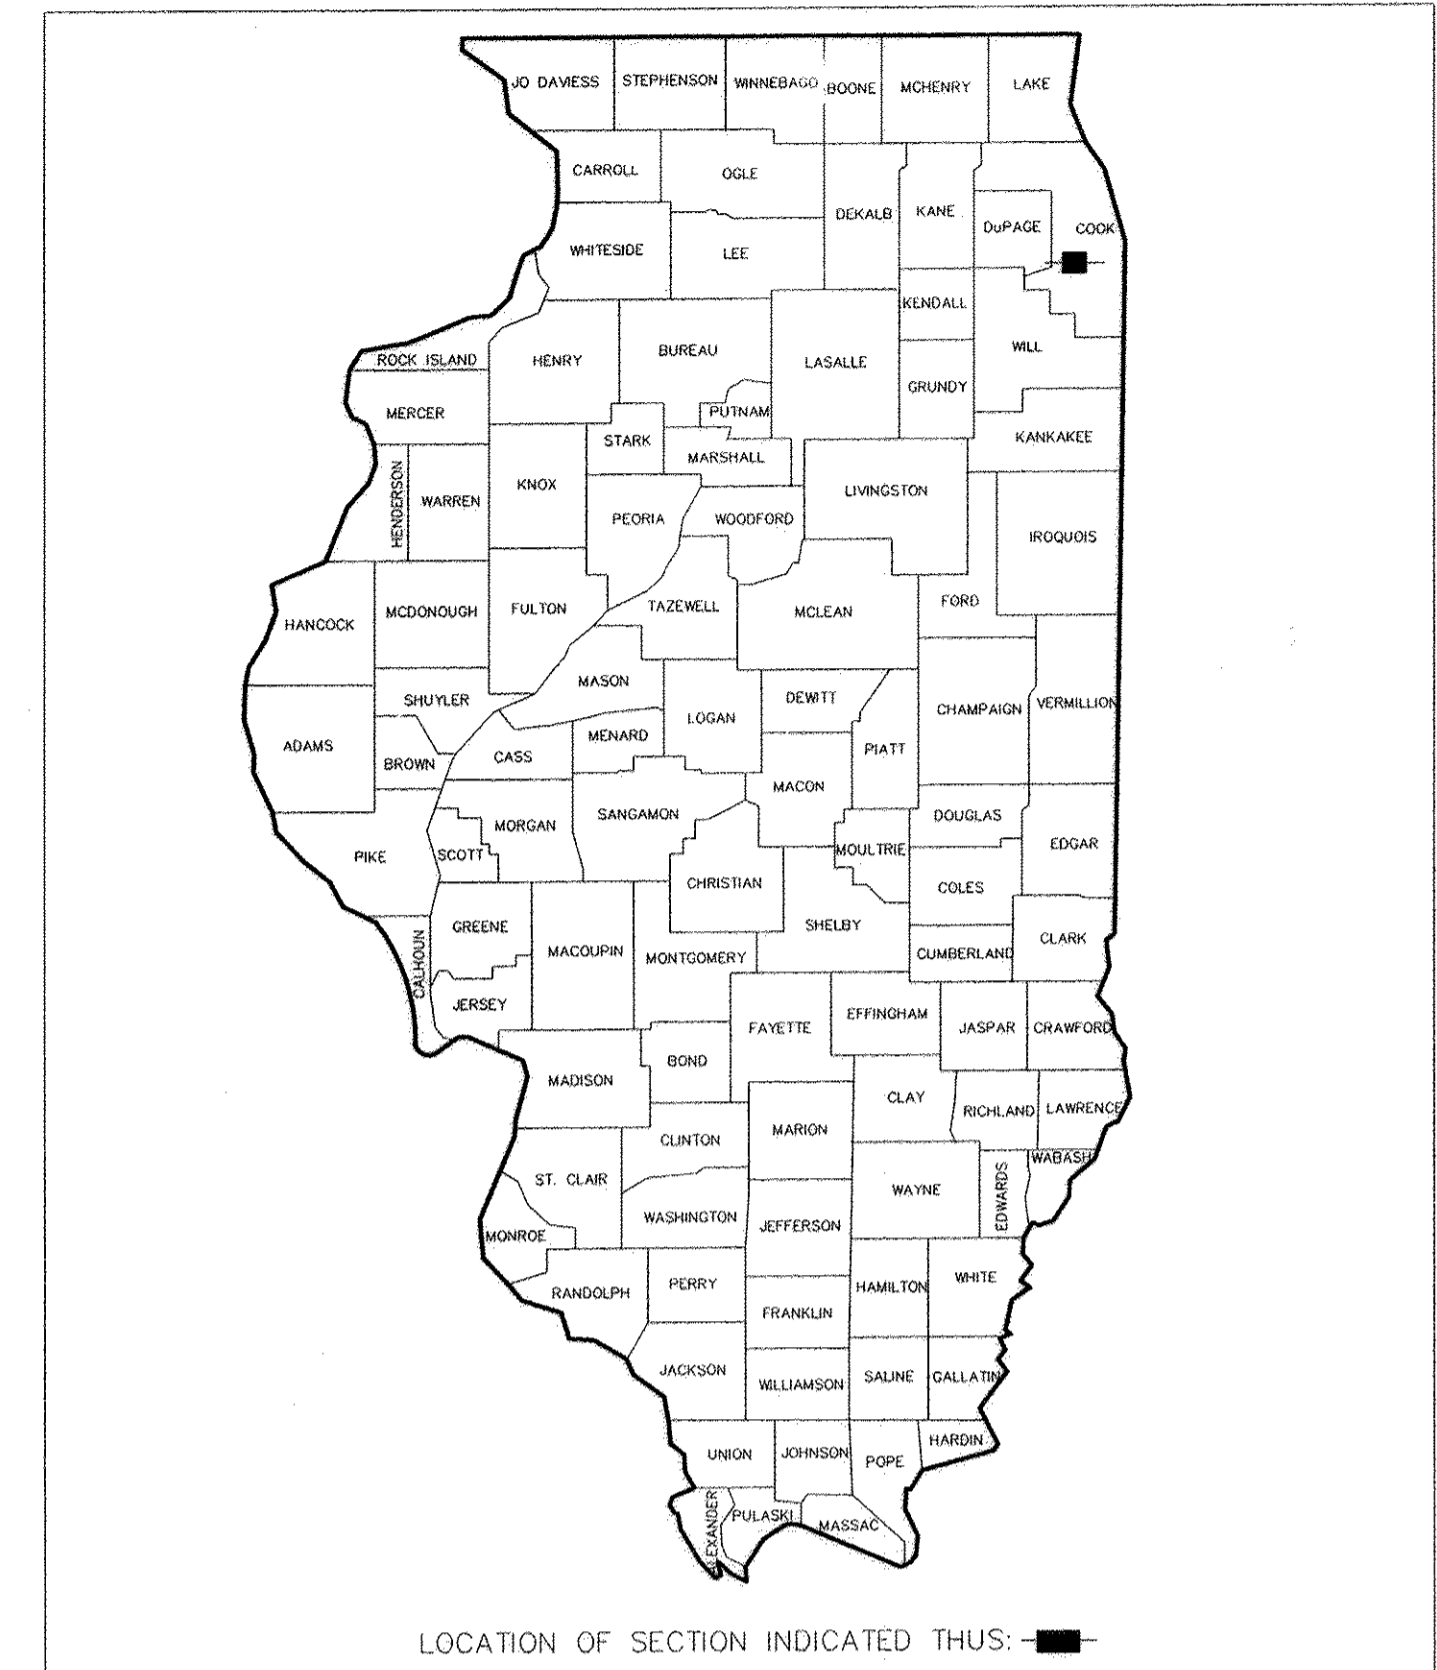 JO DAVIESS
STEPHENSON
WINNEBAGO
BOONE
MCHENRY
LAKE
CARROLL
OGLE
DEKALB
KANE
DuPAGE
COOK
WHITESIDE
LEE
KENDALL
ROCK ISLAND
HENRY
BUREAU
LASALLE
WILL
GRUNDY
MERCER
PUTNAM
STARK
KANKAKEE
MARSHALL
HENDERSON
WARREN
KNOX
LIVINGSTON
PEORIA
WOODFORD
IROQUOIS
HANCOCK
MCDONOUGH
FULTON
TAZEWELL
MCLEAN
FORD
MASON
SHUYLER
LOGAN
DEWITT
CHAMPAIGN
VERMILLION
ADAMS
BROWN
CASS
MENARD
PIATT
MACON
SANGAMON
DOUGLAS
MORGAN
PIKE
SCOTT
MOULTRIE
EDGAR
CHRISTIAN
COLES
GREENE
SHELBY
CALHOUN
MACOUPIN
MONTGOMERY
CUMBERLAND
CLARK
JERSEY
FAYETTE
EFFINGHAM
JASPAR
CRAWFORD
BOND
MADISON
CLAY
RICHLAND
LAWRENCE
CLINTON
MARION
WABASH
ST. CLAIR
WAYNE
EDWARDS
WASHINGTON
JEFFERSON
MONROE
RANDOLPH
PERRY
HAMILTON
WHITE
FRANKLIN
JACKSON
WILLIAMSON
SALINE
GALLATIN
UNION
JOHNSON
POPE
HARDIN
EXANDER
PULASKI
MASSAC
LOCATION OF SECTION INDICATED THUS: